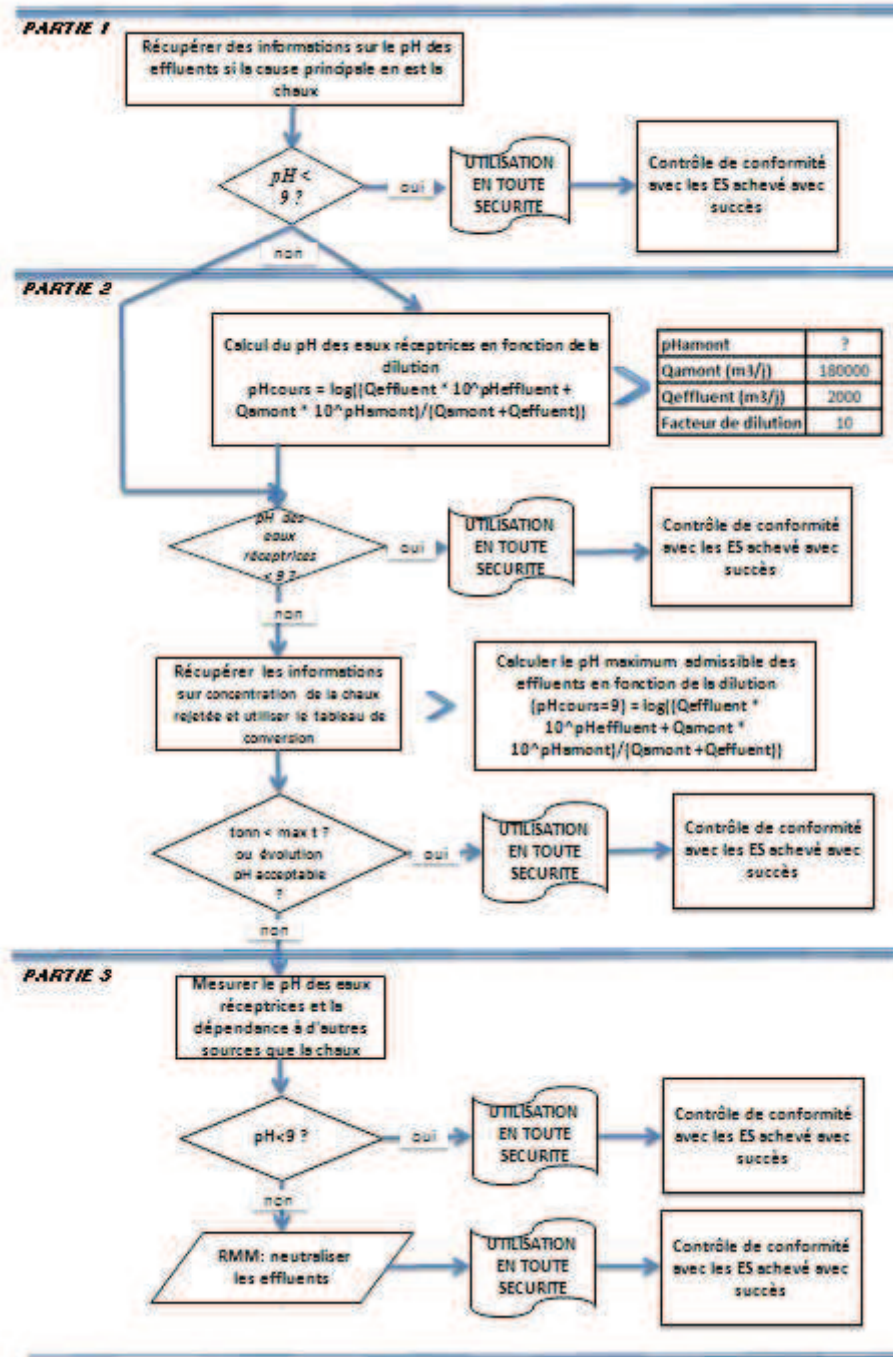 PARTIE 1
Récupérer des informations sur le pH des
effluents si la cause principale en est la
chaux
pH <
9 ?
oui
UTILISATION
EN TOUTE
SECURITE
Contrôle de conformité
avec les ES achevé avec
succès
non
PARTIE 2
Calcul du pH des eaux réceptrices en fonction de la
dilution
pHcours = log((Qeffluent * 10^pHeffluent +
Qamont * 10^pHamont)/(Qamont +Qeffuent))
pHamont ?
Qamont (m3/j) 180000
Qeffluent (m3/j) 2000
Facteur de dilution 10
pH des
eaux
réceptrices
< 9 ?
oui
UTILISATION
EN TOUTE
SECURITE
Contrôle de conformité
avec les ES achevé avec
succès
non
Récupérer les informations
sur concentration de la chaux
rejetée et utiliser le tableau de
conversion
Calculer le pH maximum admissible des
effluents en fonction de la dilution
(pHcours=9) = log((Qeffluent *
10^pHeffluent + Qamont *
10^pHamont)/(Qamont +Qeffuent))
tonn < max t ?
ou évolution
pH acceptable
?
oui
UTILISATION
EN TOUTE
SECURITE
Contrôle de conformité
avec les ES achevé avec
succès
non
PARTIE 3
Mesurer le pH des eaux
réceptrices et la
dépendance à d'autres
sources que la chaux
pH<9 ?
oui
UTILISATION
EN TOUTE
SECURITE
Contrôle de conformité
avec les ES achevé avec
succès
non
RMM: neutraliser
les effluents
UTILISATION
EN TOUTE
SECURITE
Contrôle de conformité
avec les ES achevé avec
succès